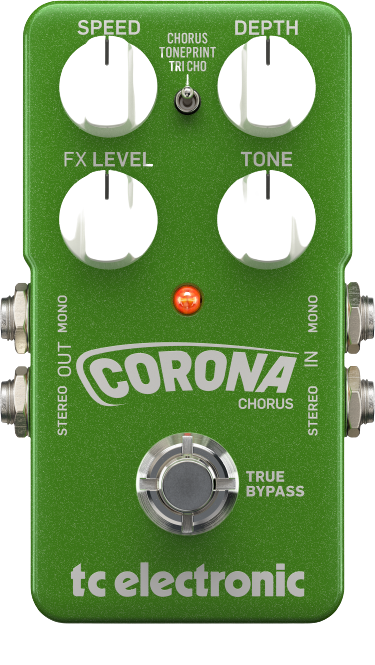 SPEED
CHORUS
TONEPRINT
TRI CHO
DEPTH
FX LEVEL
TONE
STEREO OUT MONO
STEREO IN MONO
CORONA
CHORUS
TRUE
BYPASS
tc electronic